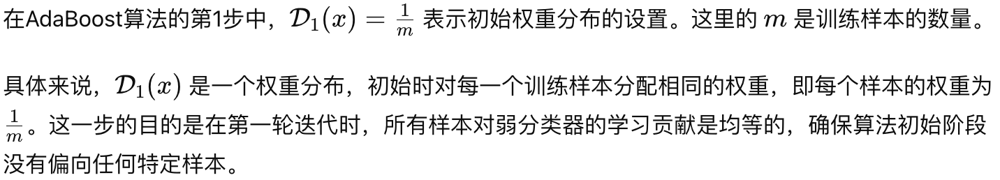 在AdaBoost算法的第1步中，$\mathcal{D}_1(x) = \frac{1}{m}$ 表示初始权重分布的设置。这里的 $m$ 是训练样本的数量。
具体来说，$\mathcal{D}_1(x)$ 是一个权重分布，初始时对每一个训练样本分配相同的权重，即每个样本的权重为
$\frac{1}{m}$。这一步的目的是在第一轮迭代时，所有样本对弱分类器的学习贡献是均等的，确保算法初始阶段
没有偏向任何特定样本。